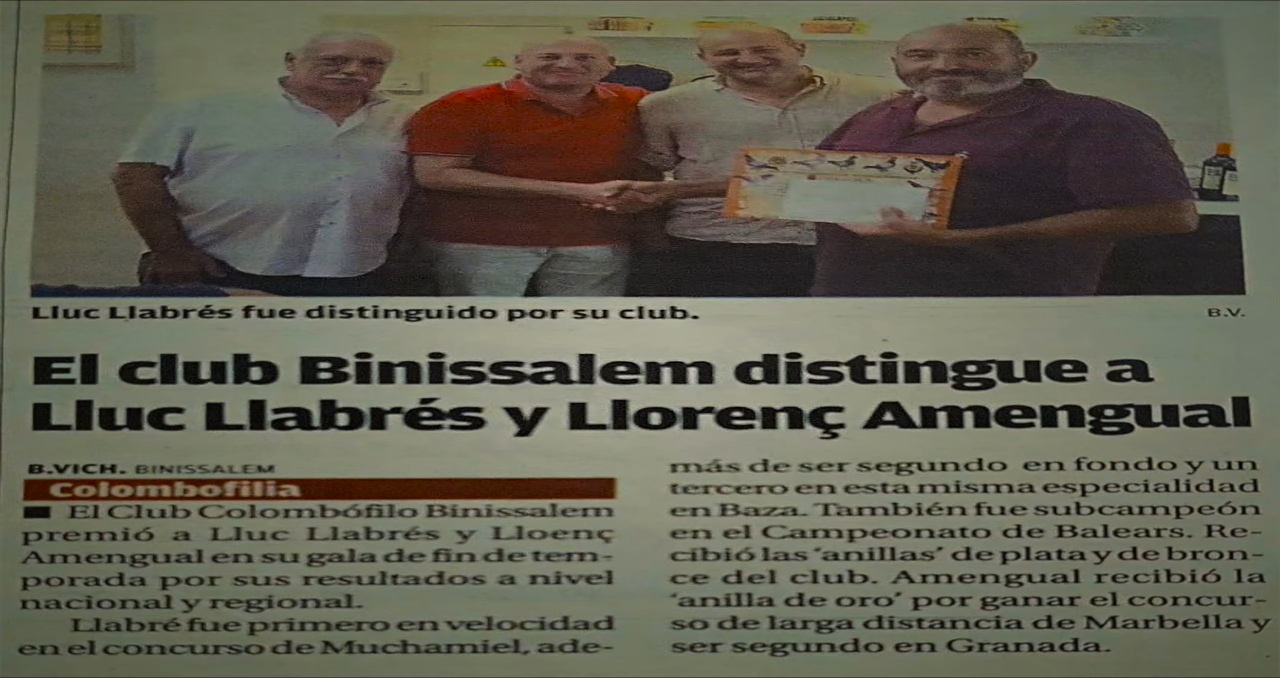 Lluc Llabrés fue distinguido por su club.
B.V.
El club Binissalem distingue a
Lluc Llabrés y Llorenç Amengual
B.VICH. BINISSALEM
Colombofilia
El Club Colombófilo Binissalem
premió a Lluc Llabrés y Lloenç
Amengual en su gala de fin de tem-
porada por sus resultados a nivel
nacional y regional.
Llabré fue primero en velocidad
en el concurso de Muchamiel, ade-
más de ser segundo en fondo y un
tercero en esta misma especialidad
en Baza. También fue subcampeón
en el Campeonato de Balears. Re-
cibió las ‘anillas’ de plata y de bron-
ce del club. Amengual recibió la
‘anilla de oro’ por ganar el concur-
so de larga distancia de Marbella y
ser segundo en Granada.